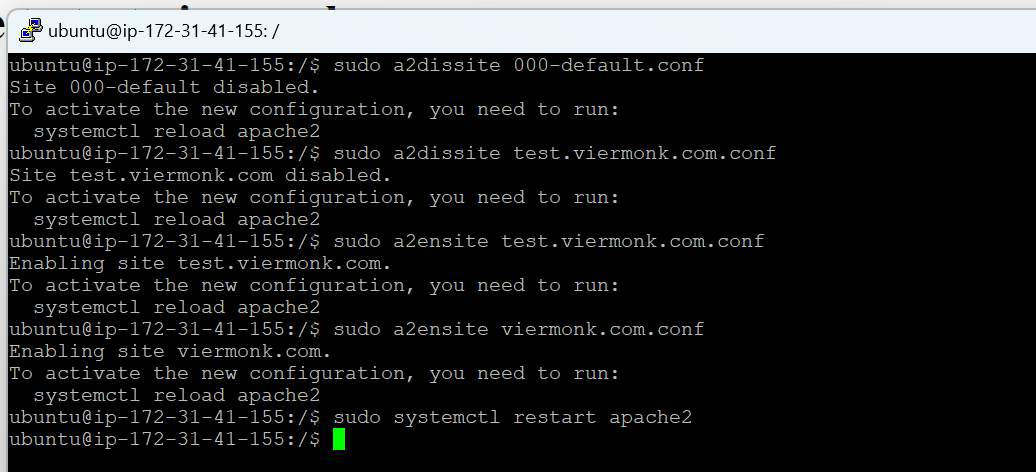 ubuntu@ip-172-31-41-155: /
ubuntu@ip-172-31-41-155:/$ sudo a2dissite 000-default.conf
Site 000-default disabled.
To activate the new configuration, you need to run:
  systemctl reload apache2
ubuntu@ip-172-31-41-155:/$ sudo a2dissite test.viermonk.com.conf
Site test.viermonk.com disabled.
To activate the new configuration, you need to run:
  systemctl reload apache2
ubuntu@ip-172-31-41-155:/$ sudo a2ensite test.viermonk.com.conf
Enabling site test.viermonk.com.
To activate the new configuration, you need to run:
  systemctl reload apache2
ubuntu@ip-172-31-41-155:/$ sudo a2ensite viermonk.com.conf
Enabling site viermonk.com.
To activate the new configuration, you need to run:
  systemctl reload apache2
ubuntu@ip-172-31-41-155:/$ sudo systemctl restart apache2
ubuntu@ip-172-31-41-155:/$